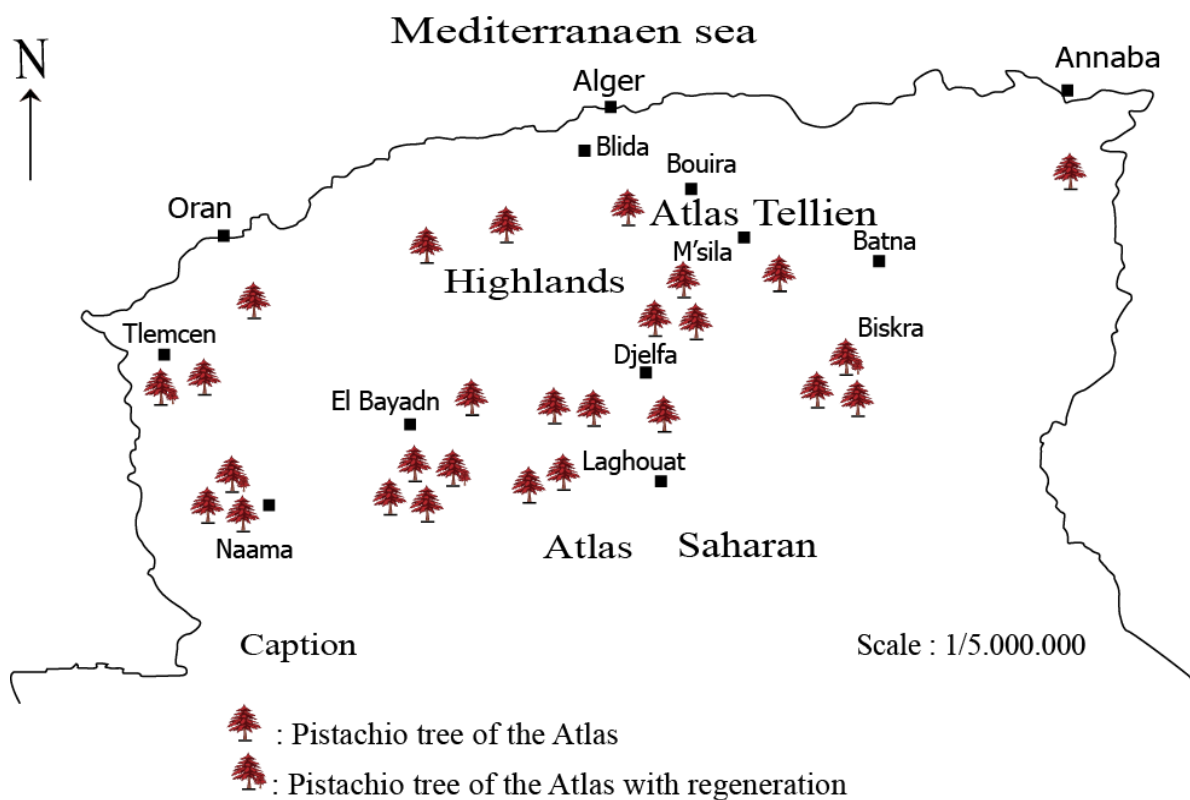 Mediterranaen sea
N
Annaba
Alger
Blida
Bouira
Oran
Atlas Tellien
M'sila
Batna
Highlands
Tlemcen
Biskra
Djelfa
El Bayadn
Laghouat
Naama
Atlas Saharan
Caption
Scale : 1/5.000.000
: Pistachio tree of the Atlas
: Pistachio tree of the Atlas with regeneration